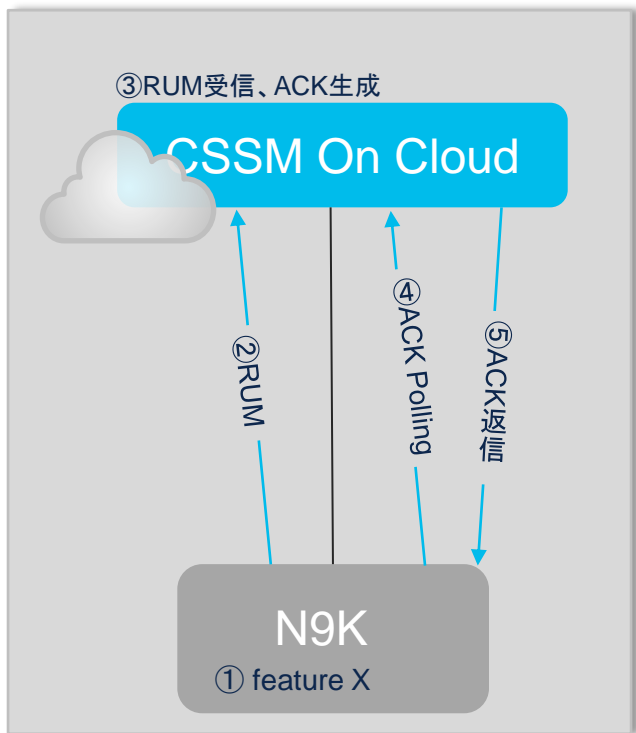 ③RUM受信、ACK生成
CSSM On Cloud
②RUM
④ACK Polling
⑤ACK返信
N9K
① feature X